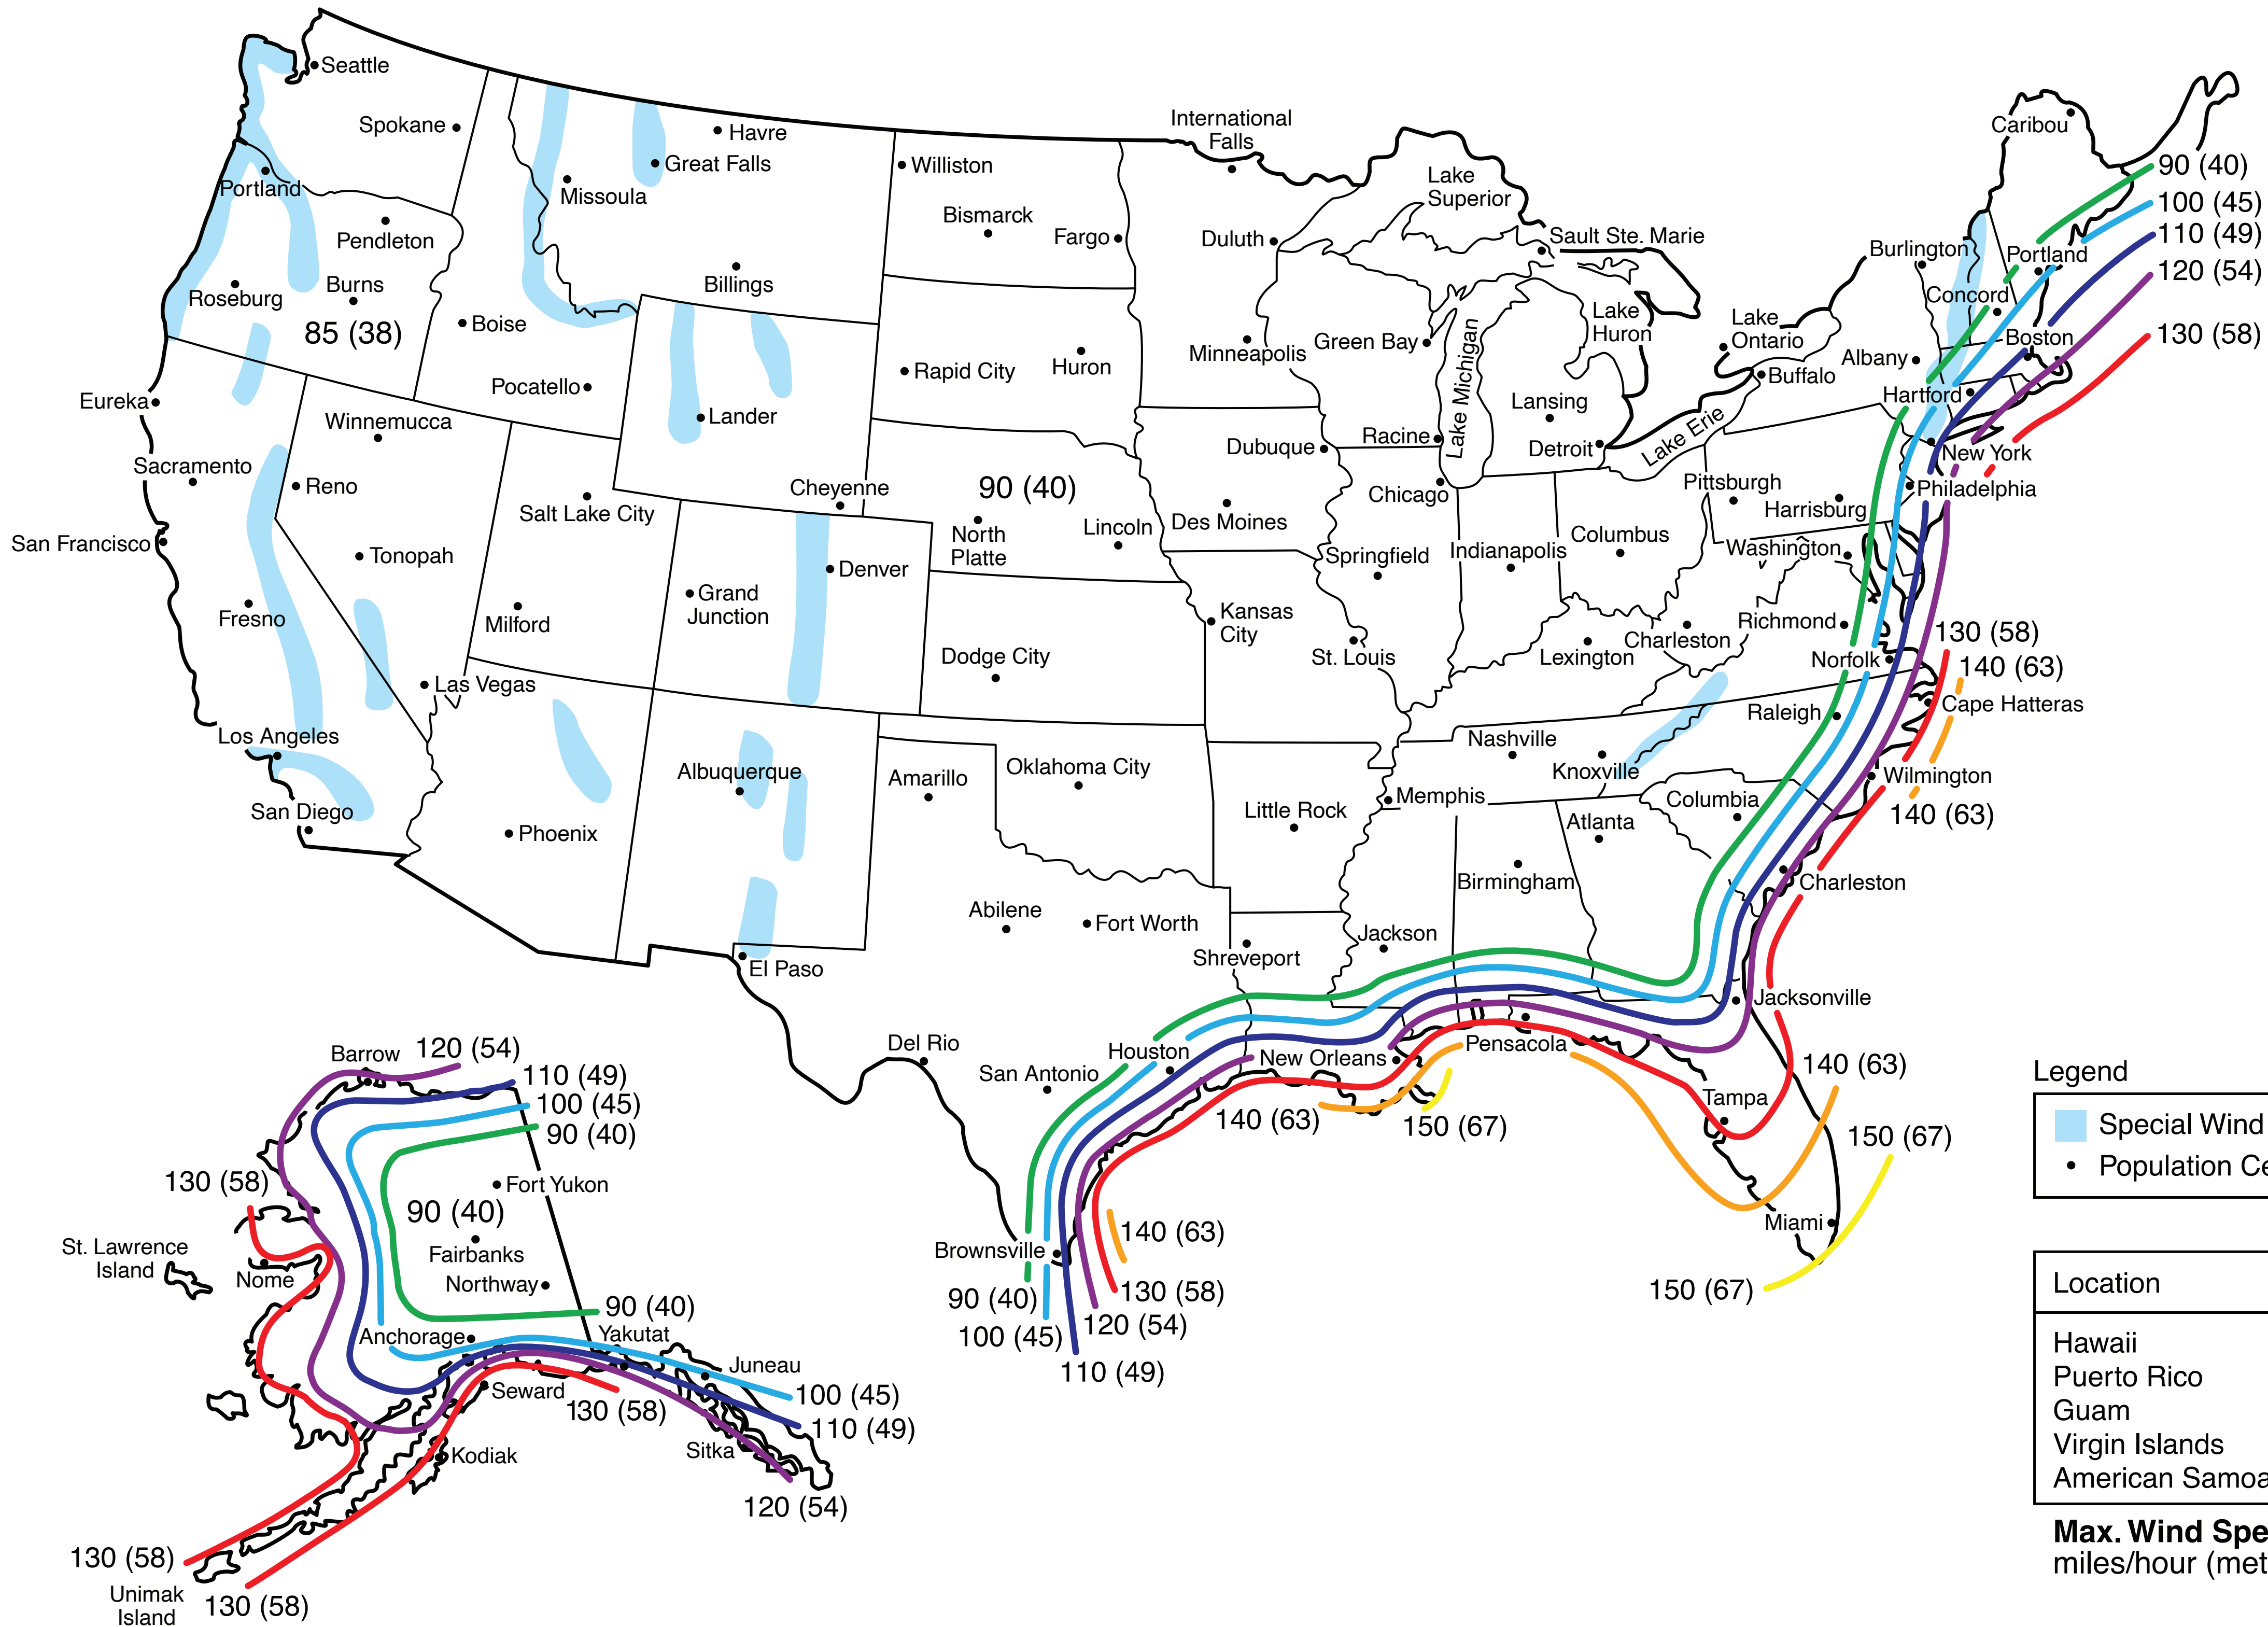 Seattle
Spokane
Portland
Pendleton
Roseburg
Burns
85 (38)
Boise
Pocatello
Havre
Great Falls
Missoula
Billings
Lander
Cheyenne
Williston
Bismarck
Fargo
Rapid City
Huron
90 (40)
North
Platte
Lincoln
International
Falls
Duluth
Minneapolis
Lake
Superior
Sault Ste. Marie
Green Bay
Lake Michigan
Lake
Huron
Lansing
Detroit
Lake Erie
Lake
Ontario
Buffalo
Dubuque
Racine
Chicago
Des Moines
Springfield
Indianapolis
Columbus
Pittsburgh
Harrisburg
Washington
Caribou
90 (40)
100 (45)
110 (49)
120 (54)
130 (58)
Burlington
Portland
Concord
Boston
Albany
Hartford
New York
Philadelphia
Eureka
Winnemucca
Sacramento
Reno
San Francisco
Tonopah
Fresno
Las Vegas
Los Angeles
San Diego
Salt Lake City
Milford
Grand
Junction
Denver
Dodge City
Kansas
City
St. Louis
Lexington
Charleston
Richmond
Norfolk
130 (58)
140 (63)
Cape Hatteras
Raleigh
Wilmington
140 (63)
Phoenix
Albuquerque
Amarillo
Oklahoma City
Little Rock
Memphis
Nashville
Knoxville
Columbia
Atlanta
Birmingham
Charleston
El Paso
Abilene
Fort Worth
Shreveport
Jackson
Jacksonville
Del Rio
San Antonio
Houston
New Orleans
Pensacola
140 (63)
150 (67)
Tampa
140 (63)
150 (67)
Miami
150 (67)
Brownsville
140 (63)
130 (58)
120 (54)
90 (40)
100 (45)
110 (49)
Barrow
120 (54)
110 (49)
100 (45)
90 (40)
130 (58)
Fort Yukon
90 (40)
Fairbanks
Northway
St. Lawrence
Island
Nome
90 (40)
Anchorage
Yakutat
Juneau
Seward
130 (58)
100 (45)
110 (49)
Sitka
Kodiak
120 (54)
130 (58)
Unimak
Island
130 (58)
Legend
Special Wind
Population Ce
Location
Hawaii
Puerto Rico
Guam
Virgin Islands
American Samoa
Max. Wind Spe
miles/hour (met